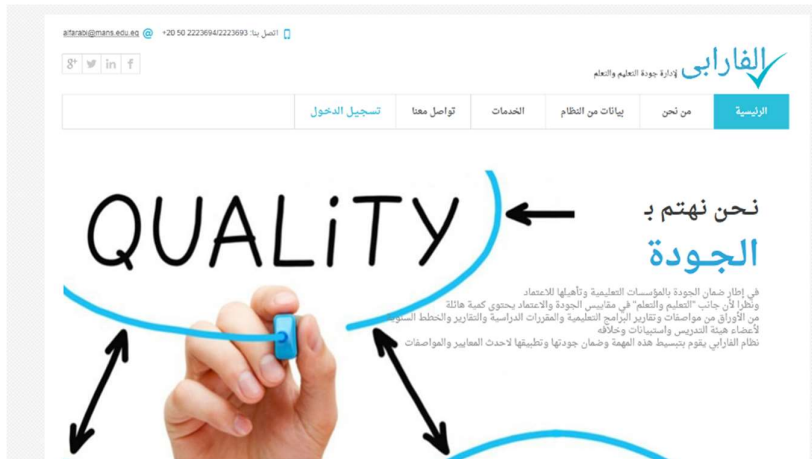 alfarabi@mans.edu.eg @ اتصل بنا: 2223694/2223693 50 20+
الفارابى لإدارة جودة التعليم والتعلم
الرئيسية
من نحن
بيانات من النظام
الخدمات
تواصل معنا
تسجيل الدخول
QUALiTY
نـحن نهتم بـ
الجـودة
في إطار ضمان الجودة بالمؤسسات التعليمية وتأهيلها للاعتماد
ونظرا لأن جانب "التعليم والتعلم" في مقاييس الجودة والاعتماد يحتوى كمية هائلة
من الأوراق من مواصفات وتقارير البرامج التعليمية والمقررات الدراسية والتقارير والخطط السنوية
لأعضاء هيئة التدريس واستبيانات وخلافه
نظام الفارابي يقوم بتبسيط هذه المهمة وضمان جودتها وتطبيقها لاحدث المعايير والمواصفات